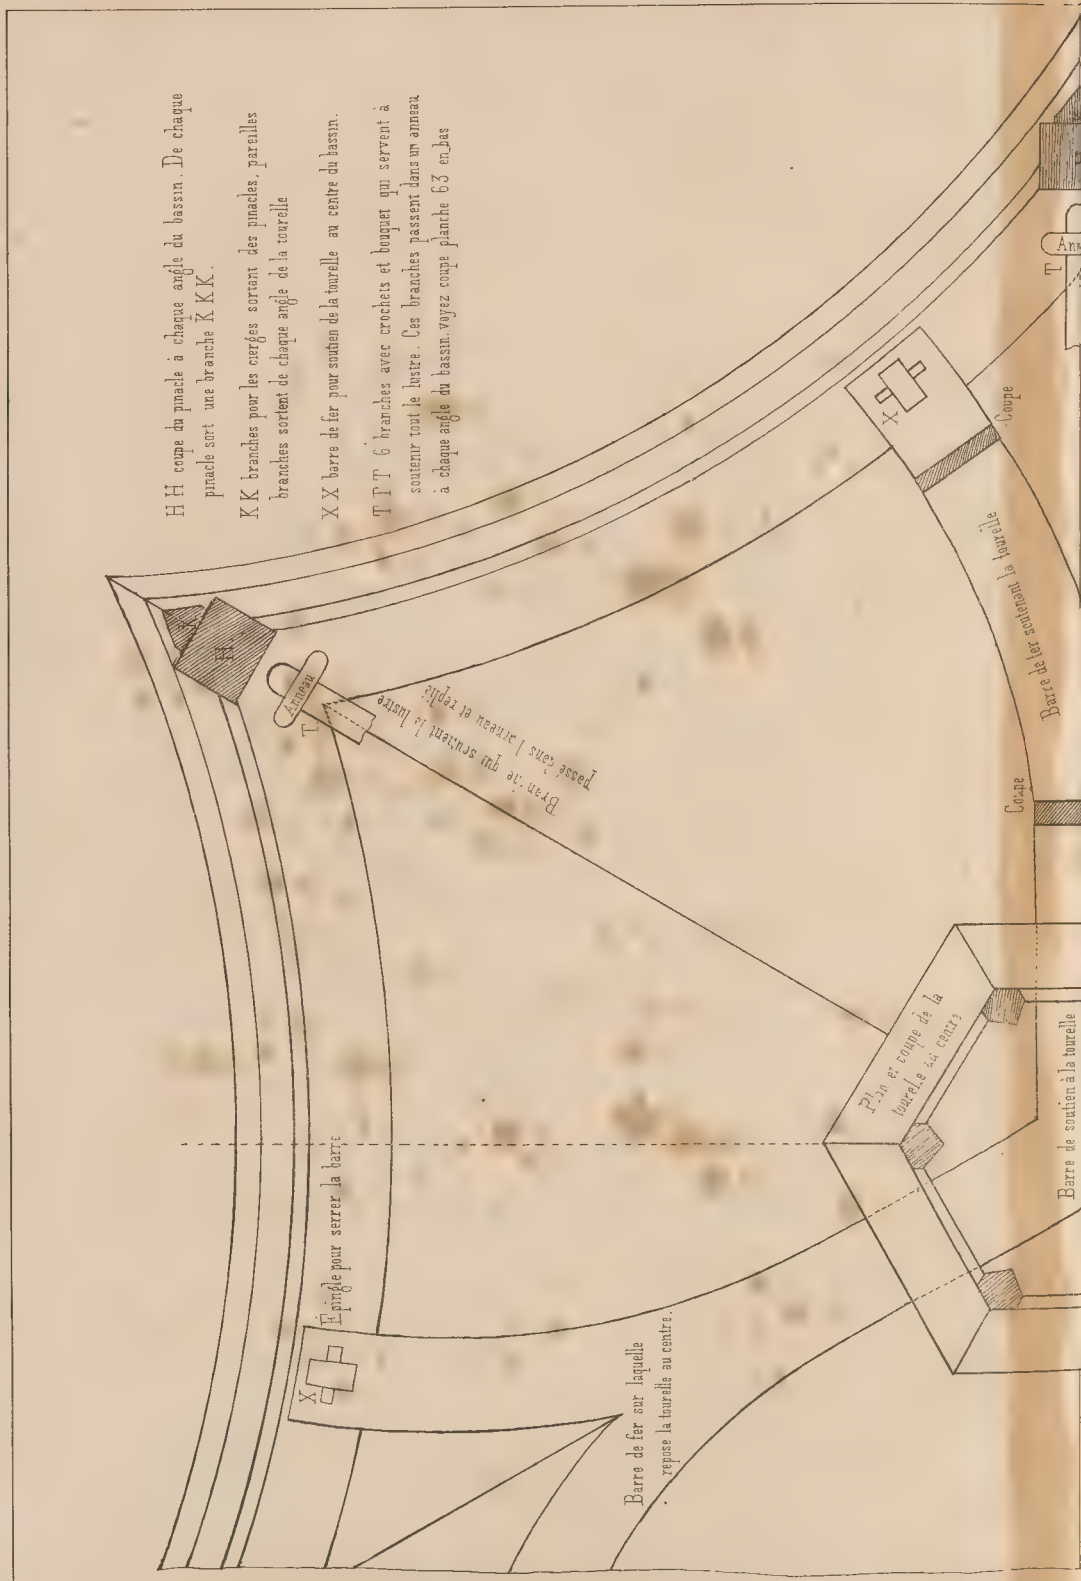 HH coupe du pinacle à chaque angle du bassin. De chaque
pinacle sort une branche KKK.
KK branches pour les cierges sortant des pinacles, pareilles
branches sortent de chaque angle de la tourelle
XX barre de fer pour soutien de la tourelle au centre du bassin.
TTT 6 branches avec crochets et bouquet qui servent à
soutenir tout le lustre. Ces branches passent dans un anneau
à chaque angle du bassin. voyez coupe planche 63 en bas
K
H.
Anneau
T
Branche qui soutient le lustre
passé dans l'anneau et replié
T
X
Coupe
Barre de fer soutenant la tourelle
Coupe
Plan et coupe de la
tourelle au centre
Barre de soutien à la tourelle
Epingle pour serrer la barre
X
Barre de fer sur laquelle
repose la tourelle au centre.